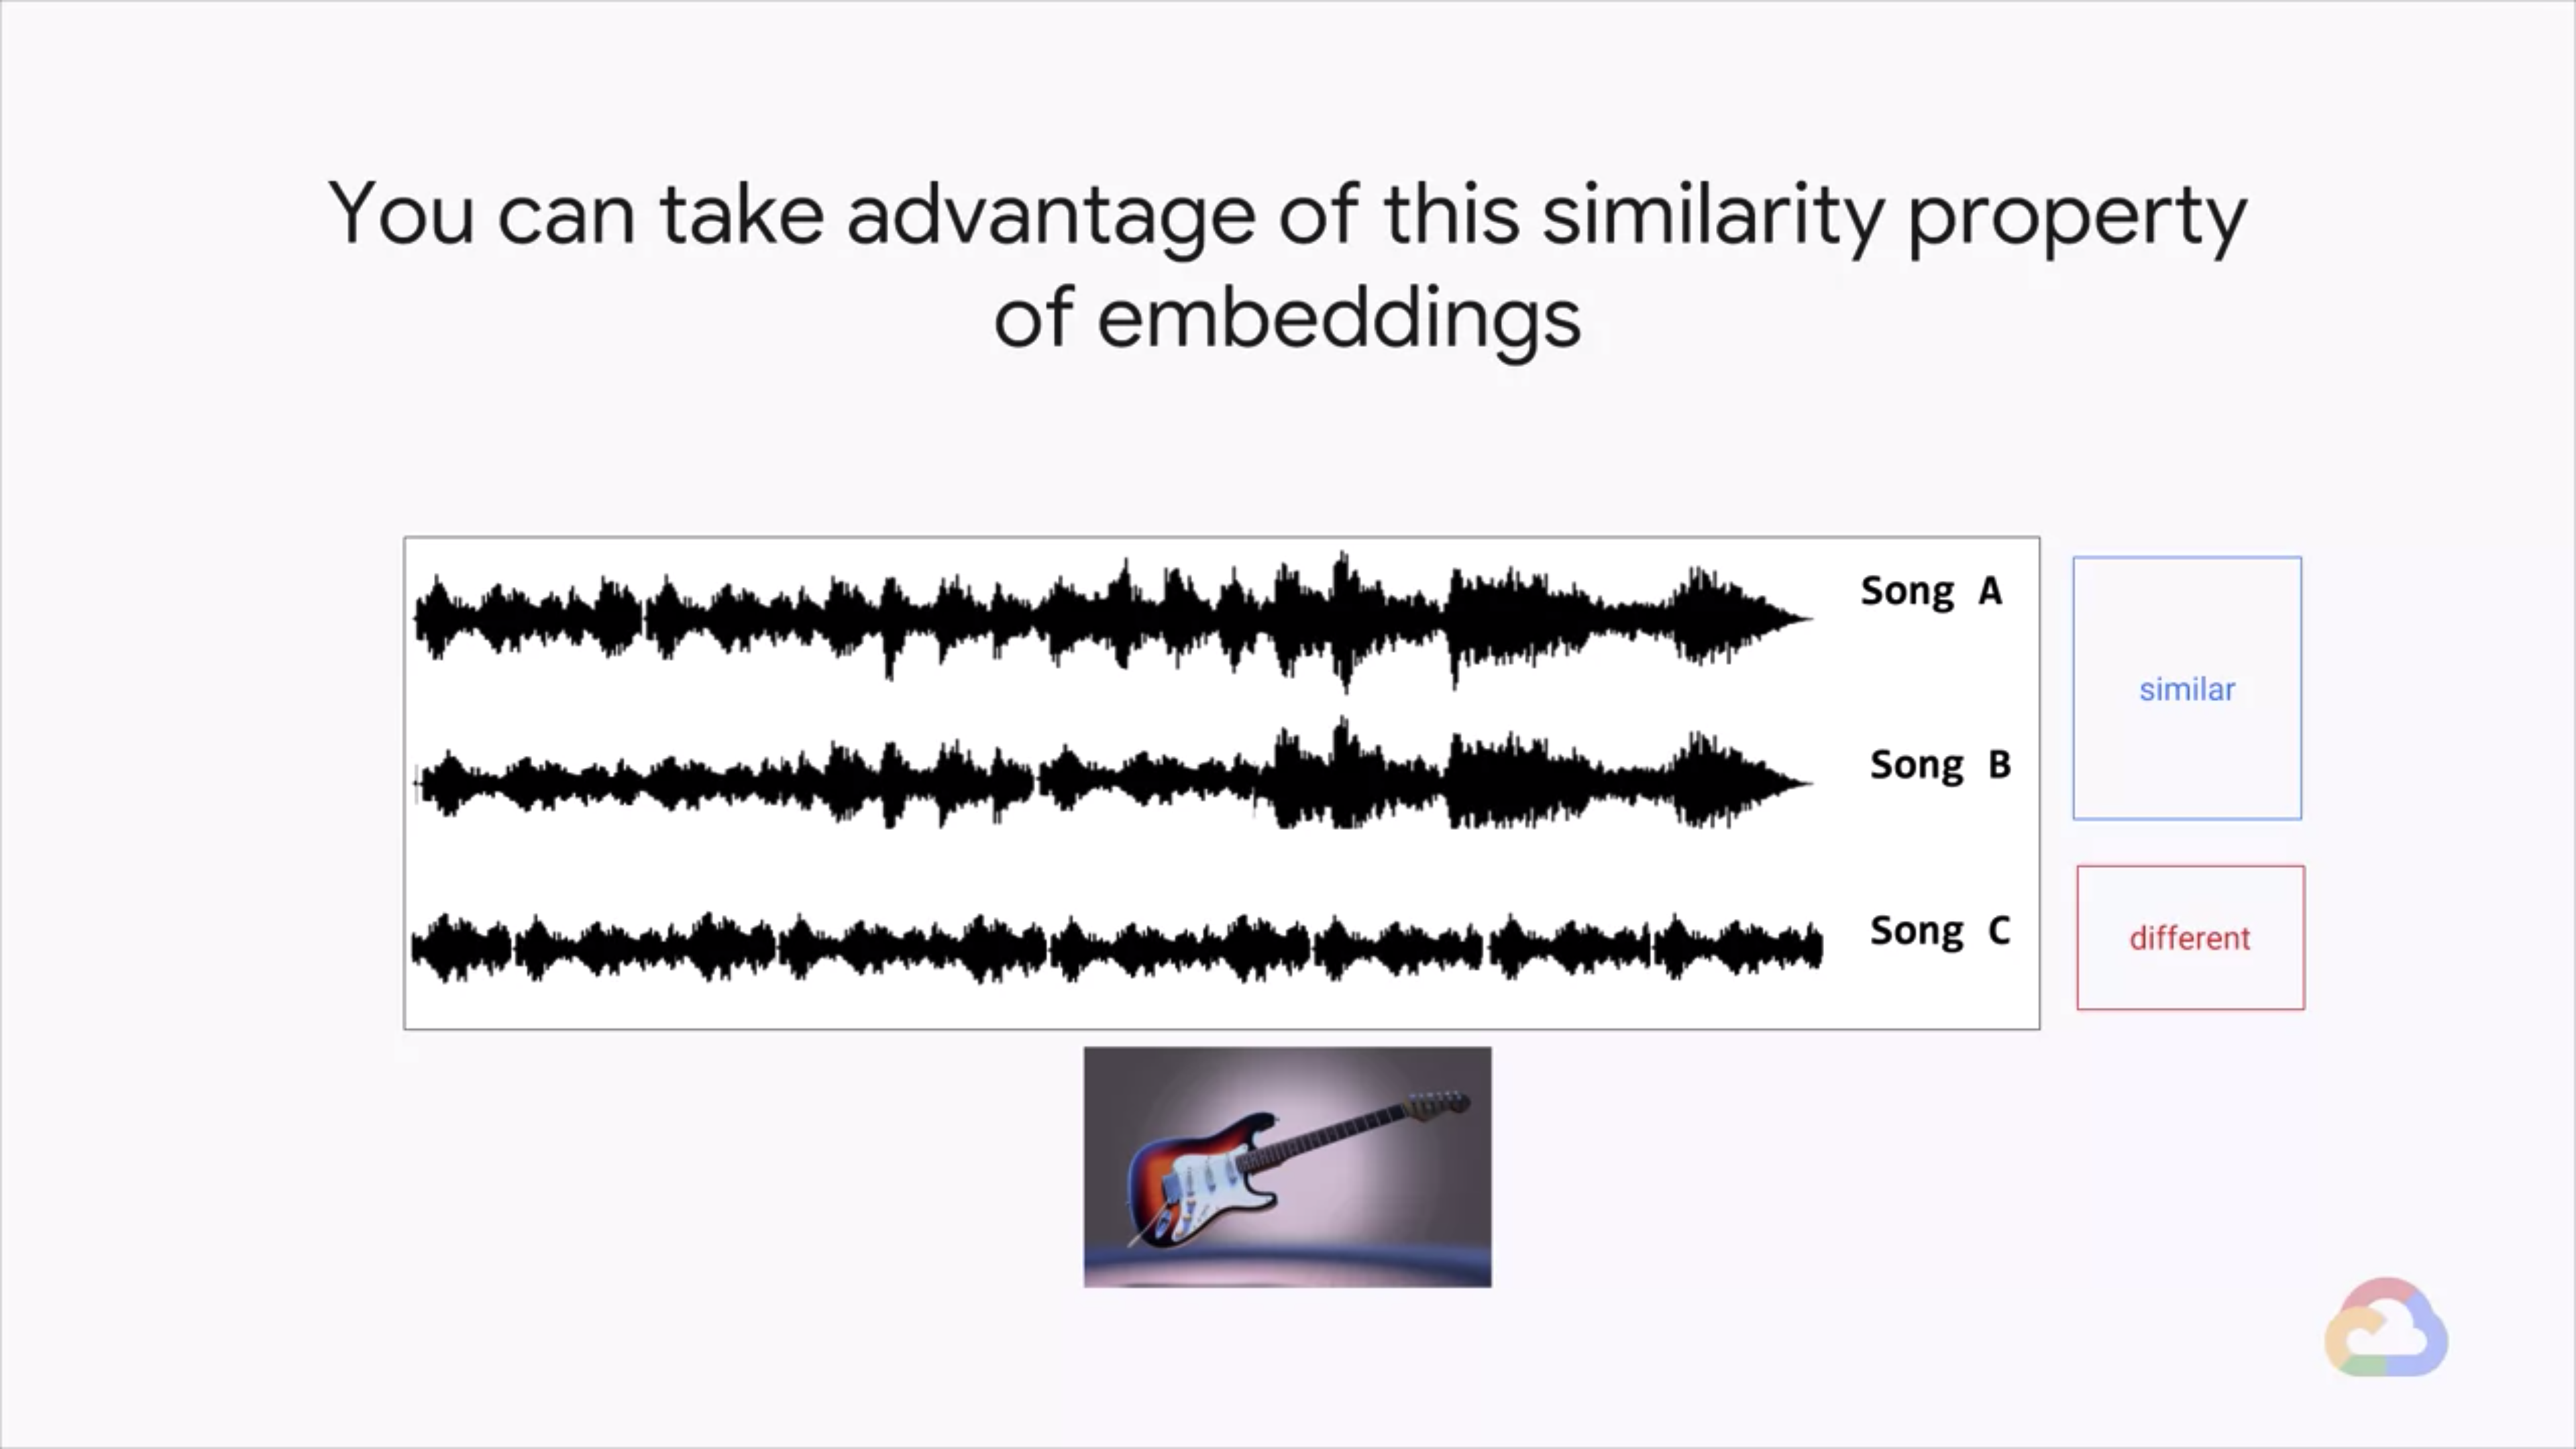 You can take advantage of this similarity property
of embeddings
Song A
similar
Song B
Song C
different